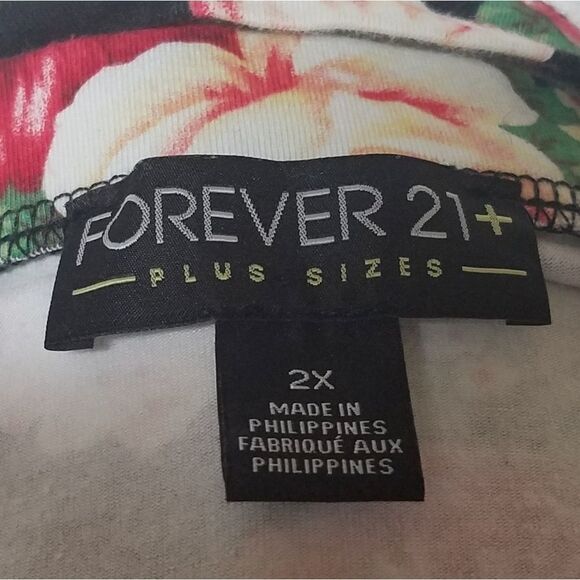 FOREVER 21+
PLUS SIZES
2X
MADE IN
PHILIPPINES
FABRIQUÉ AUX
PHILIPPINES